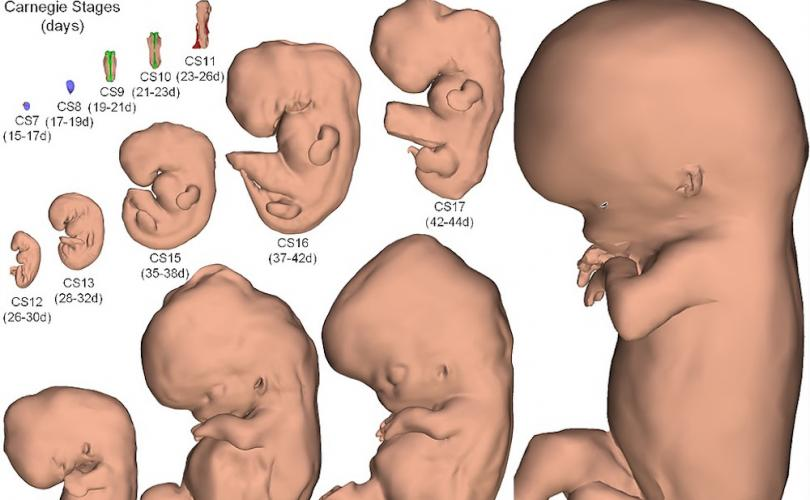 Carnegie Stages
(days)
CS7
(15-17d)
CS8
(17-19d)
CS9
(19-21d)
CS10
(21-23d)
CS11
(23-26d)
CS12
(26-30d)
CS13
(28-32d)
CS15
(35-38d)
CS16
(37-42d)
CS17
(42-44d)